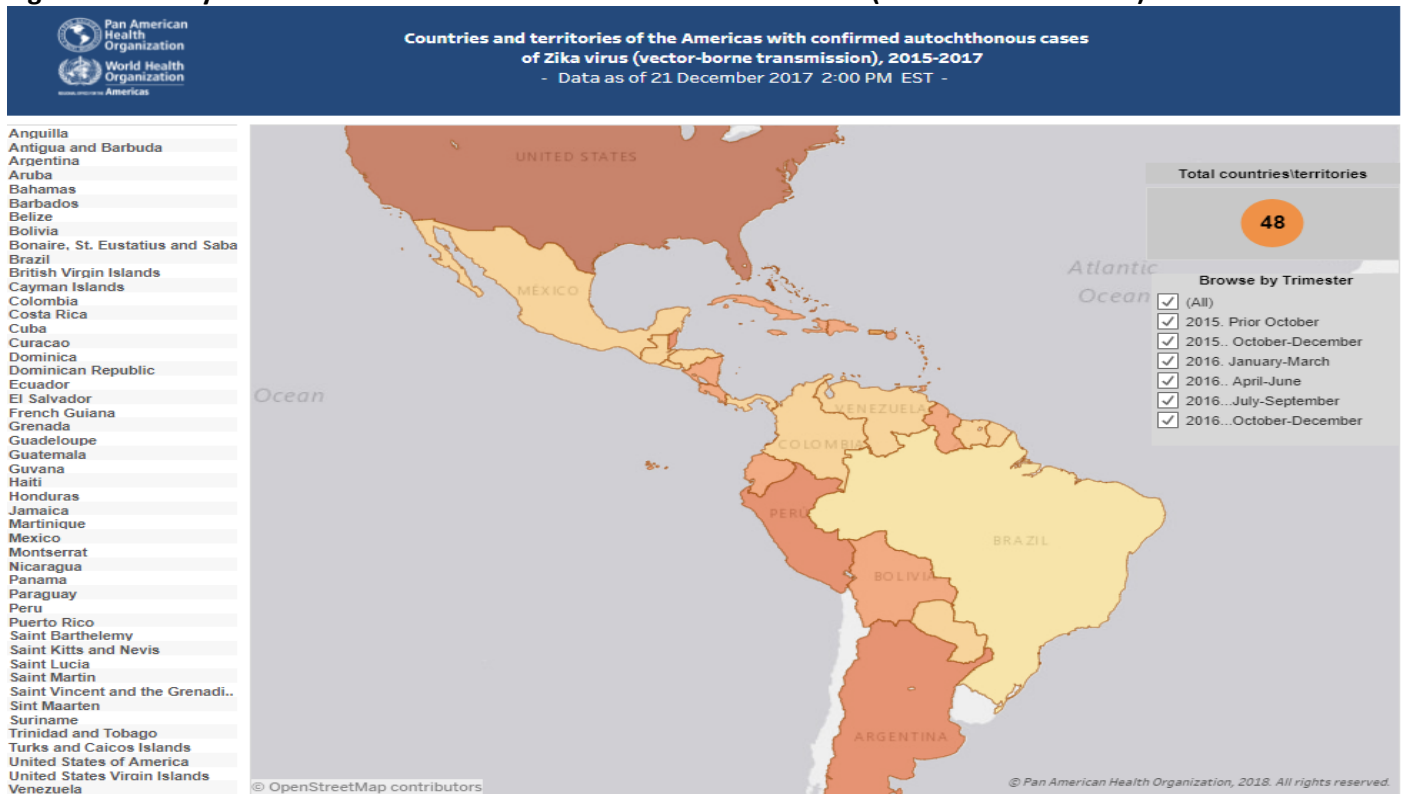 Pan American
Health
Organization
World Health
Organization
REGIONAL OFFICE FOR THE Americas
Countries and territories of the Americas with confirmed autochthonous cases
of Zika virus (vector-borne transmission), 2015-2017
- Data as of 21 December 2017 2:00 PM EST -
Anguilla
Antigua and Barbuda
Argentina
Aruba
Bahamas
Barbados
Belize
Bolivia
Bonaire, St. Eustatius and Saba
Brazil
British Virgin Islands
Cayman Islands
Colombia
Costa Rica
Cuba
Curacao
Dominica
Dominican Republic
Ecuador
El Salvador
French Guiana
Grenada
Guadeloupe
Guatemala
Guyana
Haiti
Honduras
Jamaica
Martinique
Mexico
Montserrat
Nicaragua
Panama
Paraguay
Peru
Puerto Rico
Saint Barthelemy
Saint Kitts and Nevis
Saint Lucia
Saint Martin
Saint Vincent and the Grenadi..
Sint Maarten
Suriname
Trinidad and Tobago
Turks and Caicos Islands
United States of America
United States Virgin Islands
Venezuela
UNITED STATES
MÉXICO
Ocean
VENEZUELA
COLOMBIA
PERÚ
BRAZIL
BOLIVIA
ARGENTINA
Atlantic
Ocean
Total countries\territories
48
Browse by Trimester
(All)
2015. Prior October
2015.. October-December
2016. January-March
2016.. April-June
2016...July-September
2016...October-December
© OpenStreetMap contributors
© Pan American Health Organization, 2018. All rights reserved.